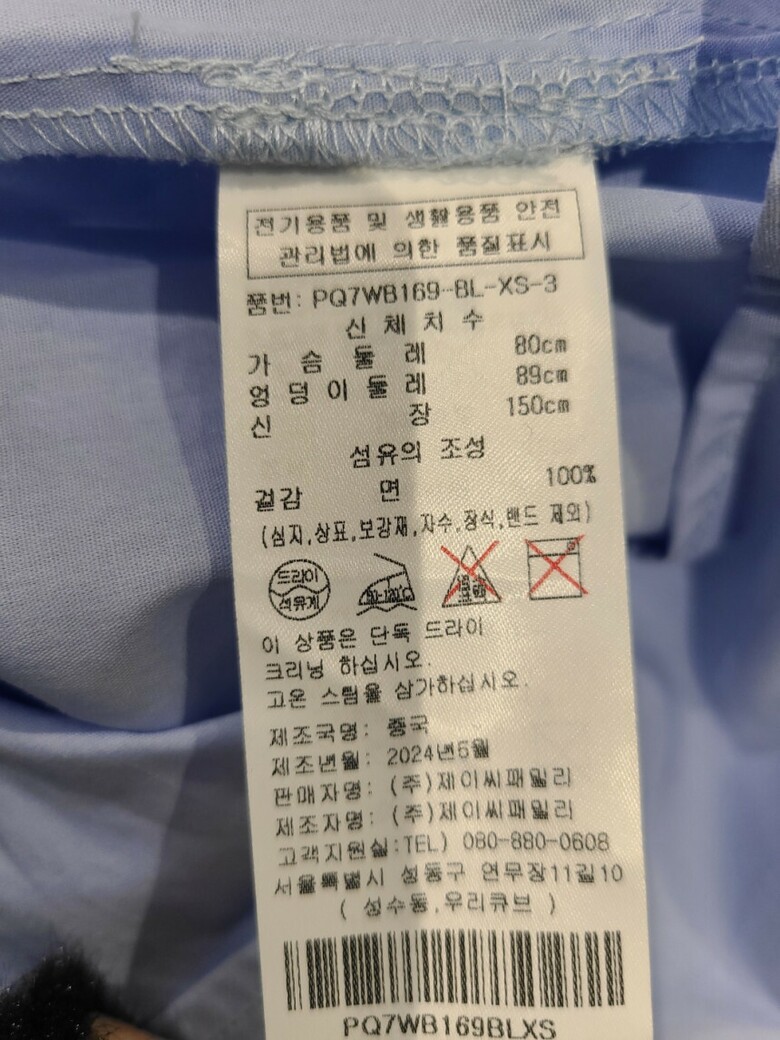 전기용품 및 생활용품 안전
관리법에 의한 품질표시
품번: PQ7WB169-BL-XS-3
신 체 치 수
가 슴 둘 레 80cm
엉 덩 이 둘 레 89cm
신 장 150cm
섬유의 조성
겉감 면 100%
(심지,상표,보강재,자수,장식,밴드 제외)
드라이
석유계
이 상품은 단독 드라이
크리닝 하십시오.
고온 스팀을 삼가하십시오.
제조국명: 중국
제조년월: 2024년6월
판매자명: (주)제이씨패밀리
제조자명: (주)제이씨패밀리
고객지원실:TEL) 080-880-0608
서울특별시 성동구 연무장11길10
( 성수동,우리큐브 )
PQ7WB169BLXS